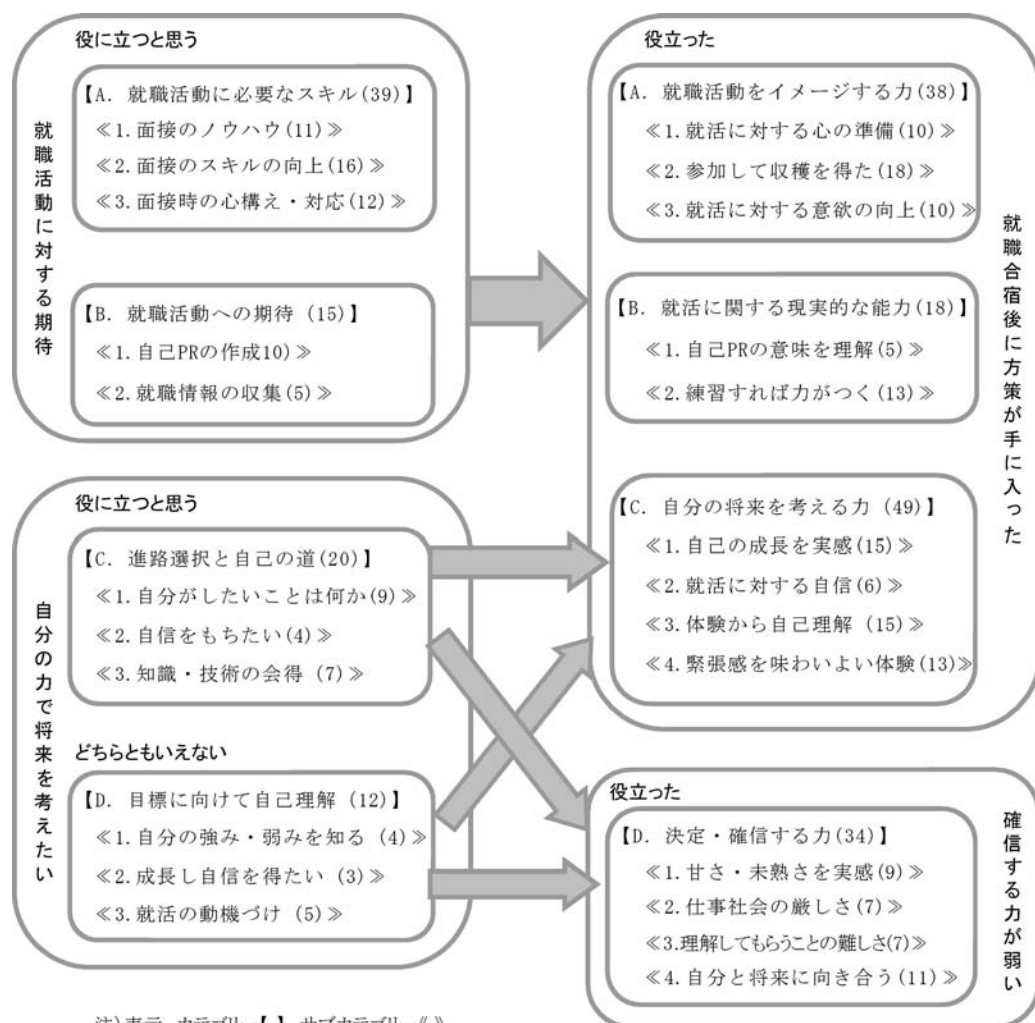 役に立つと思う
就職活動に対する期待
【A. 就職活動に必要なスキル(39)】
≪1.面接のノウハウ(11)≫
≪2.面接のスキルの向上(16)≫
≪3.面接時の心構え・対応(12)≫
【B. 就職活動への期待 (15)】
≪1.自己PRの作成10)≫
≪2.就職情報の収集(5)≫
役に立つと思う
自分の力で将来を考えたい
【C. 進路選択と自己の道(20)】
≪1.自分がしたいことは何か(9)≫
≪2.自信をもちたい(4)≫
≪3.知識・技術の会得 (7)≫
どちらともいえない
【D. 目標に向けて自己理解 (12)】
≪1.自分の強み・弱みを知る (4)≫
≪2.成長し自信を得たい (3)≫
≪3.就活の動機づけ (5)≫
役立った
就職合宿後に方策が手に入った
【A. 就職活動をイメージする力(38)】
≪1.就活に対する心の準備(10)≫
≪2.参加して収穫を得た(18)≫
≪3.就活に対する意欲の向上(10)≫
【B. 就活に関する現実的な能力(18)】
≪1.自己PRの意味を理解(5)≫
≪2.練習すれば力がつく(13)≫
【C. 自分の将来を考える力 (49)】
≪1.自己の成長を実感(15)≫
≪2.就活に対する自信(6)≫
≪3.体験から自己理解 (15)≫
≪4.緊張感を味わいよい体験(13)≫
役立った
確信する力が弱い
【D. 決定・確信する力(34)】
≪1.甘さ・未熟さを実感(9)≫
≪2.仕事社会の厳しさ(7)≫
≪3.理解してもらうことの難しさ(7)≫
≪4.自分と将来に向き合う(11)≫